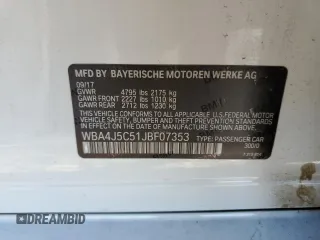 MFD BY BAYERISCHE MOTOREN WERKE AG
09/17
GVWR 4795 lbs 2175 kg
GAWR FRONT 2227 lbs 1010 kg
GAWR REAR 2712 lbs 1230 kg
THIS VEHICLE CONFORMS TO ALL APPLICABLE
U.S. FEDERAL MOTOR
VEHICLE SAFETY, BUMPER, AND THEFT PREVENTION
STANDARDS IN EFFECT ON THE DATE OF
MANUFACTURE SHOWN ABOVE.
WBA4J5C51JBF07353
TYPE: PASSENGER CAR
300/II
DREAMBID